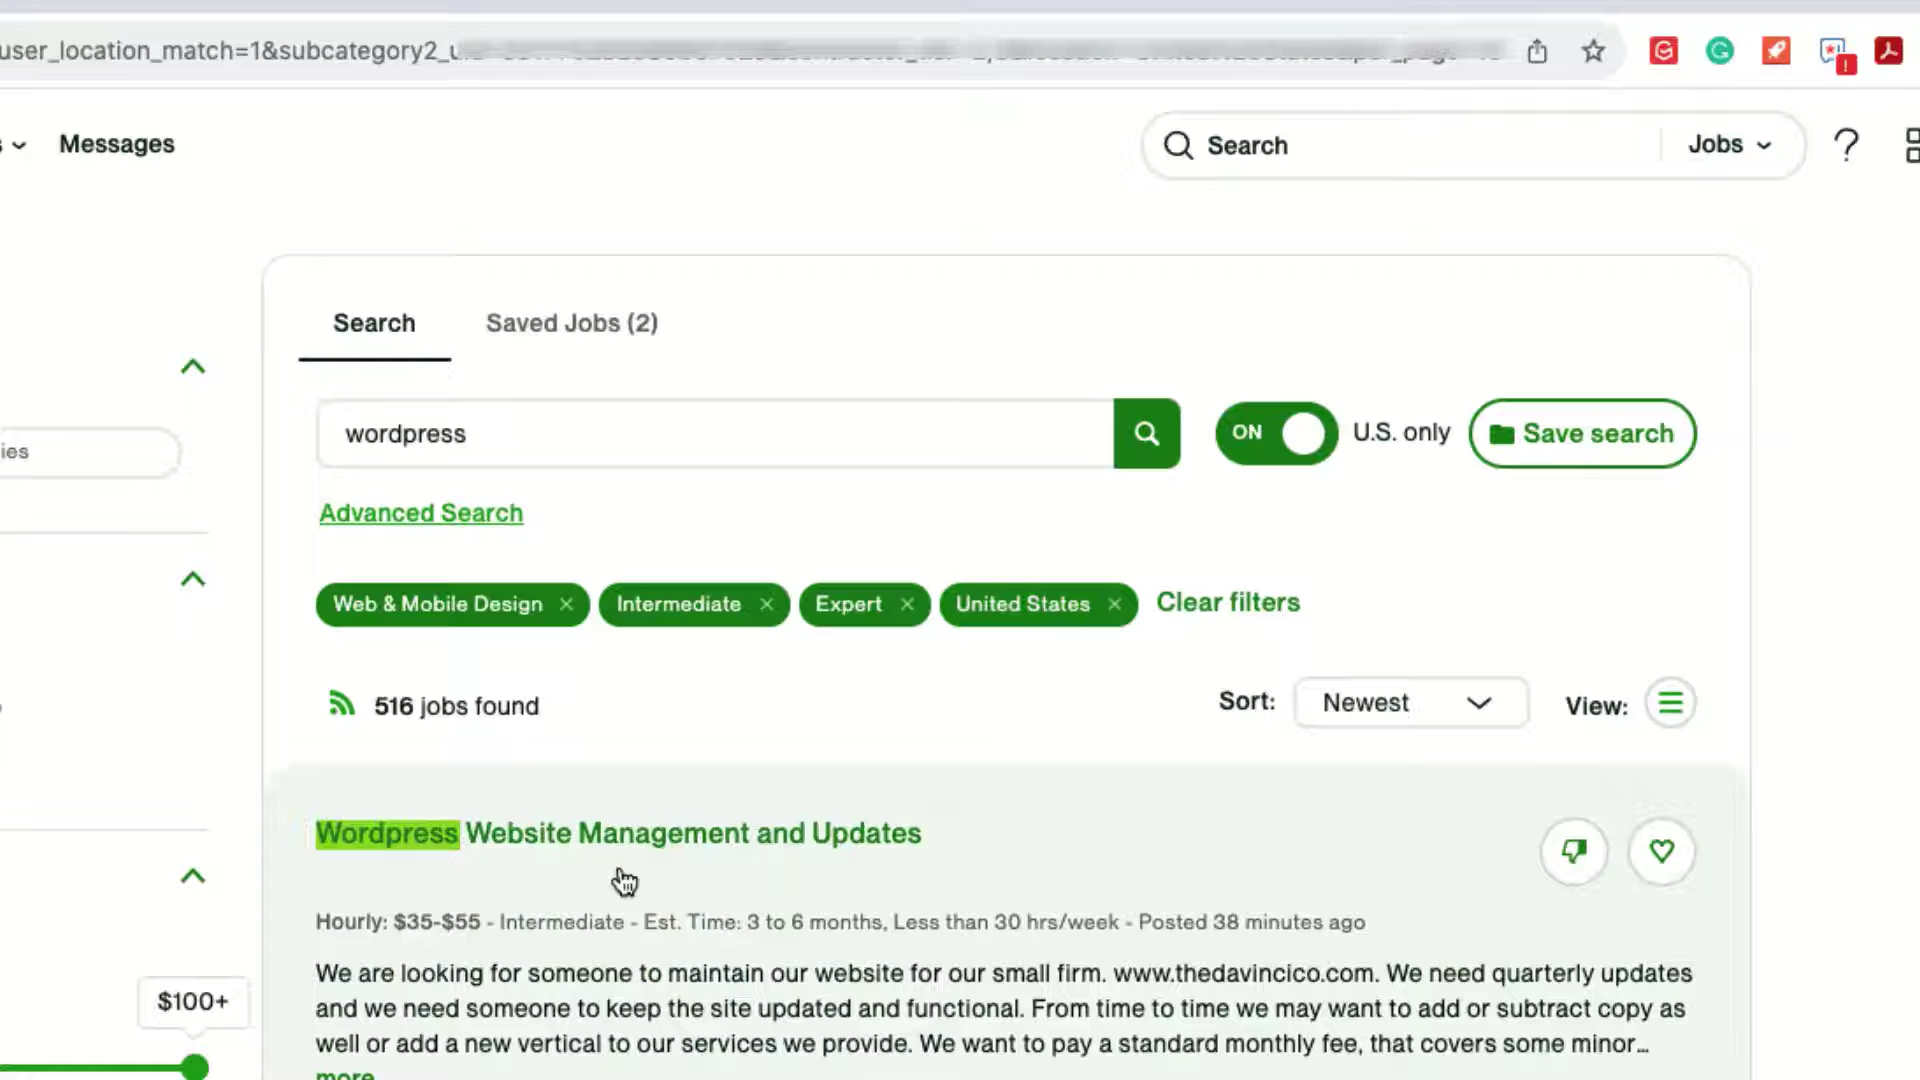 user_location_match=1&subcategory2_u
Messages
Search
Jobs
?
Search
Saved Jobs (2)
wordpress
ON
U.S. only
Save search
ies
Advanced Search
Web & Mobile Design ×
Intermediate ×
Expert ×
United States ×
Clear filters
516 jobs found
Sort:
Newest
View:
Wordpress Website Management and Updates
Hourly: $35-$55 - Intermediate - Est. Time: 3 to 6 months, Less than 30 hrs/week - Posted 38 minutes ago
We are looking for someone to maintain our website for our small firm. www.thedavincico.com. We need quarterly updates
and we need someone to keep the site updated and functional. From time to time we may want to add or subtract copy as
well or add a new vertical to our services we provide. We want to pay a standard monthly fee, that covers some minor...
more
$100+